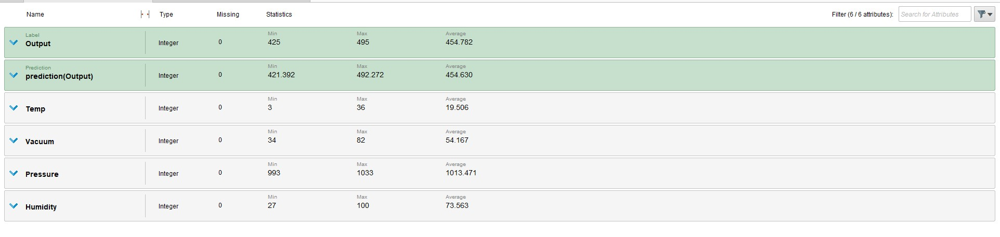 Name Type Missing Statistics Filter (6 / 6 attributes): Search for Attributes
Label Min Max Average
Output Integer 0 425 495 454.782
Prediction Min Max Average
prediction(Output) Integer 0 421.392 492.272 454.630
Min Max Average
Temp Integer 0 3 36 19.506
Min Max Average
Vacuum Integer 0 34 82 54.167
Min Max Average
Pressure Integer 0 993 1033 1013.471
Min Max Average
Humidity Integer 0 27 100 73.563